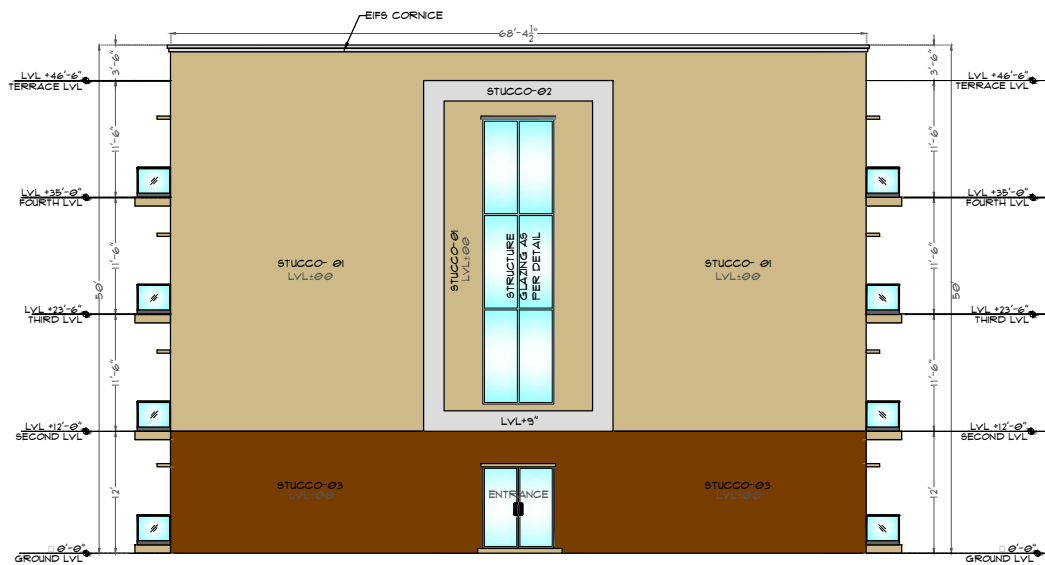 EIFS CORNICE
68'-4½"
3'-6"
3'-6"
LVL +46'-6"
TERRACE LVL
LVL +46'-6"
TERRACE LVL
STUCCO-02
11'-6"
11'-6"
LVL +35'-0"
FOURTH LVL
LVL +35'-0"
FOURTH LVL
STUCCO-01
LVL±00
STRUCTURE
GLAZING AS
PER DETAIL
11'-6"
11'-6"
STUCCO- 01
LVL±00
STUCCO- 01
LVL±00
50'
50'
LVL +23'-6"
THIRD LVL
LVL +23'-6"
THIRD LVL
11'-6"
11'-6"
LVL+9"
LVL +12'-0"
SECOND LVL
LVL +12'-0"
SECOND LVL
STUCCO-03
LVL±00
ENTRANCE
STUCCO-03
LVL±00
12'
12'
0'-0"
GROUND LVL
0'-0"
GROUND LVL